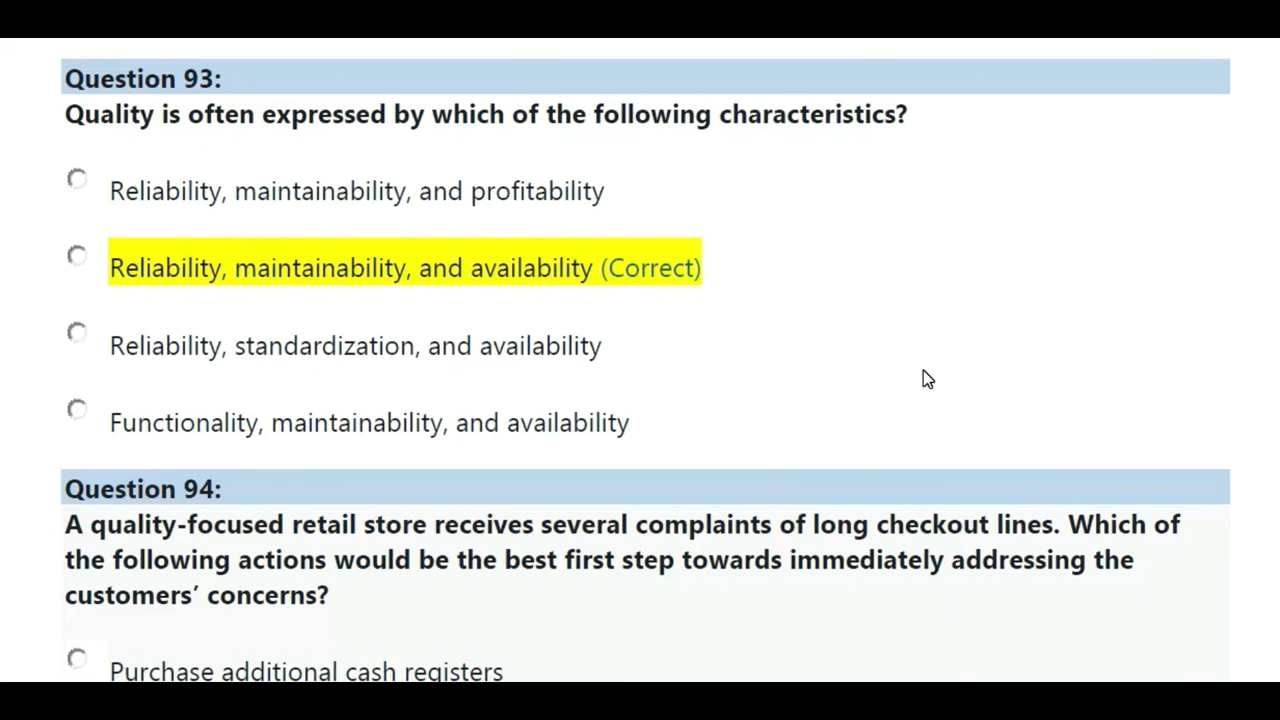 Question 93:
Quality is often expressed by which of the following characteristics?
Reliability, maintainability, and profitability
Reliability, maintainability, and availability (Correct)
Reliability, standardization, and availability
Functionality, maintainability, and availability
Question 94:
A quality-focused retail store receives several complaints of long checkout lines. Which of
the following actions would be the best first step towards immediately addressing the
customers’ concerns?
Purchase additional cash registers